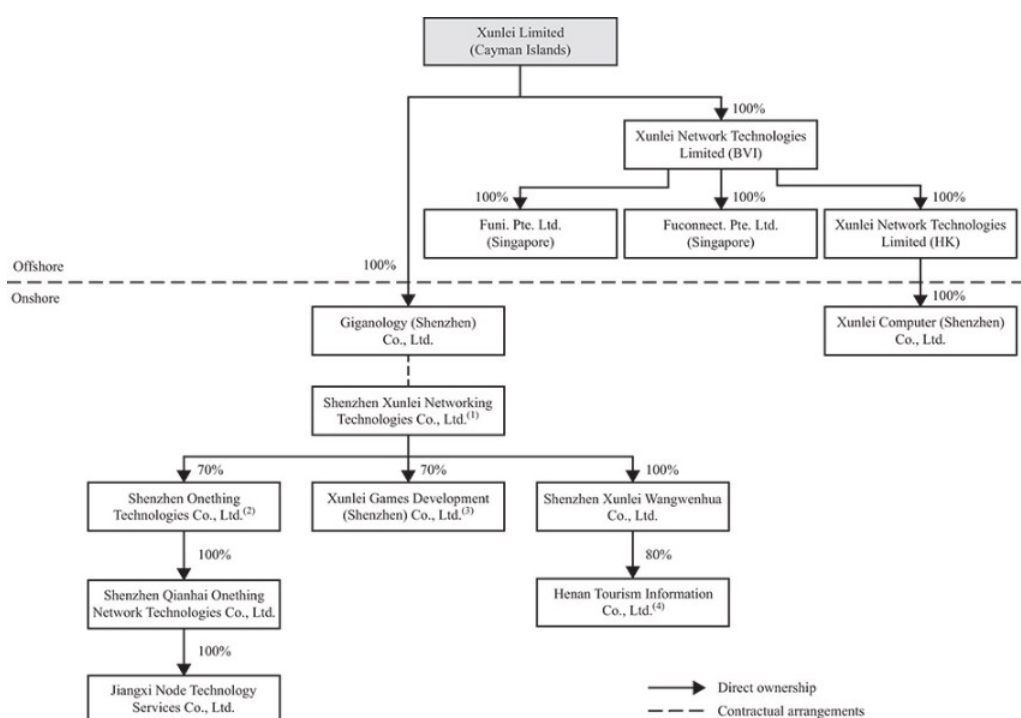 Xunlei Limited
(Cayman Islands)
100%
Xunlei Network Technologies
Limited (BVI)
100%
100%
100%
Funi. Pte. Ltd.
(Singapore)
Fuconnect. Pte. Ltd.
(Singapore)
Xunlei Network Technologies
Limited (HK)
Offshore
100%
Onshore
100%
Giganology (Shenzhen)
Co., Ltd.
Xunlei Computer (Shenzhen)
Co., Ltd.
Shenzhen Xunlei Networking
Technologies Co., Ltd.(1)
70%
70%
100%
Shenzhen Onething
Technologies Co., Ltd.(2)
Xunlei Games Development
(Shenzhen) Co., Ltd.(3)
Shenzhen Xunlei Wangwenhua
Co., Ltd.
100%
80%
Shenzhen Qianhai Onething
Network Technologies Co., Ltd.
Henan Tourism Information
Co., Ltd.(4)
100%
Jiangxi Node Technology
Services Co., Ltd.
Direct ownership
Contractual arrangements